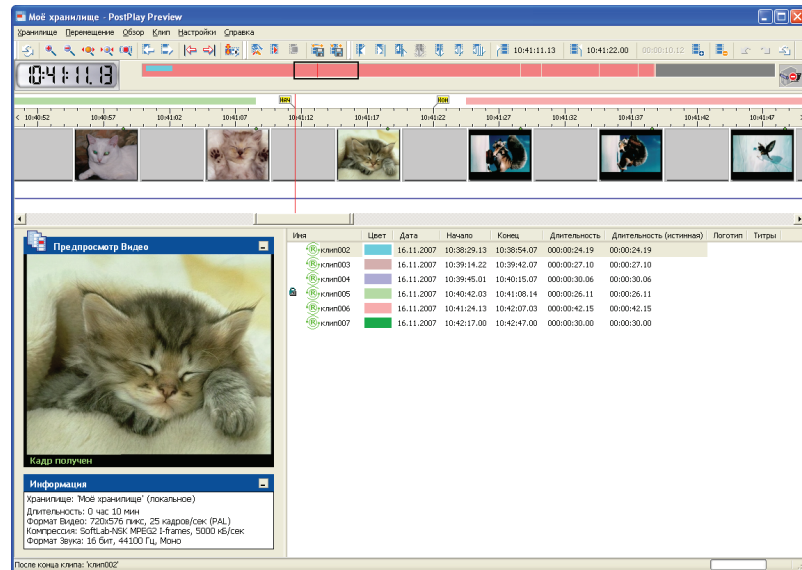 Моё хранилище - PostPlay Preview
Хранилище Перемещение Обзор Клип Настройки Справка
10:41:11.13 10:41:22.00 00:00:10.12
10:41:11.13
Нач Кон
10:40:52 10:40:57 10:41:02 10:41:07 10:41:12 10:41:17 10:41:22 10:41:27 10:41:32 10:41:37 10:41:42 10:41:47
Предпросмотр Видео
Кадр получен
Информация
Хранилище: 'Моё хранилище' (локальное)
Длительность: 0 час 10 мин
Формат Видео: 720x576 пикс, 25 кадров/сек (PAL)
Компрессия: SoftLab-NSK MPEG2 I-frames, 5000 кБ/сек
Формат Звука: 16 бит, 44100 Гц, Моно
Имя Цвет Дата Начало Конец Длительность Длительность (истинная) Логотип Титры
клип002 16.11.2007 10:38:29.13 10:38:54.07 000:00:24.19 00:00:24.19
клип003 16.11.2007 10:39:14.22 10:39:42.07 000:00:27.10 00:00:27.10
клип004 16.11.2007 10:39:45.01 10:40:15.07 000:00:30.06 00:00:30.06
клип005 16.11.2007 10:40:42.03 10:41:08.14 000:00:26.11 00:00:26.11
клип006 16.11.2007 10:41:24.13 10:42:07.03 000:00:42.15 00:00:42.15
клип007 16.11.2007 10:42:17.00 10:42:47.00 000:00:30.00 00:00:30.00
После конца клипа: 'клип002'